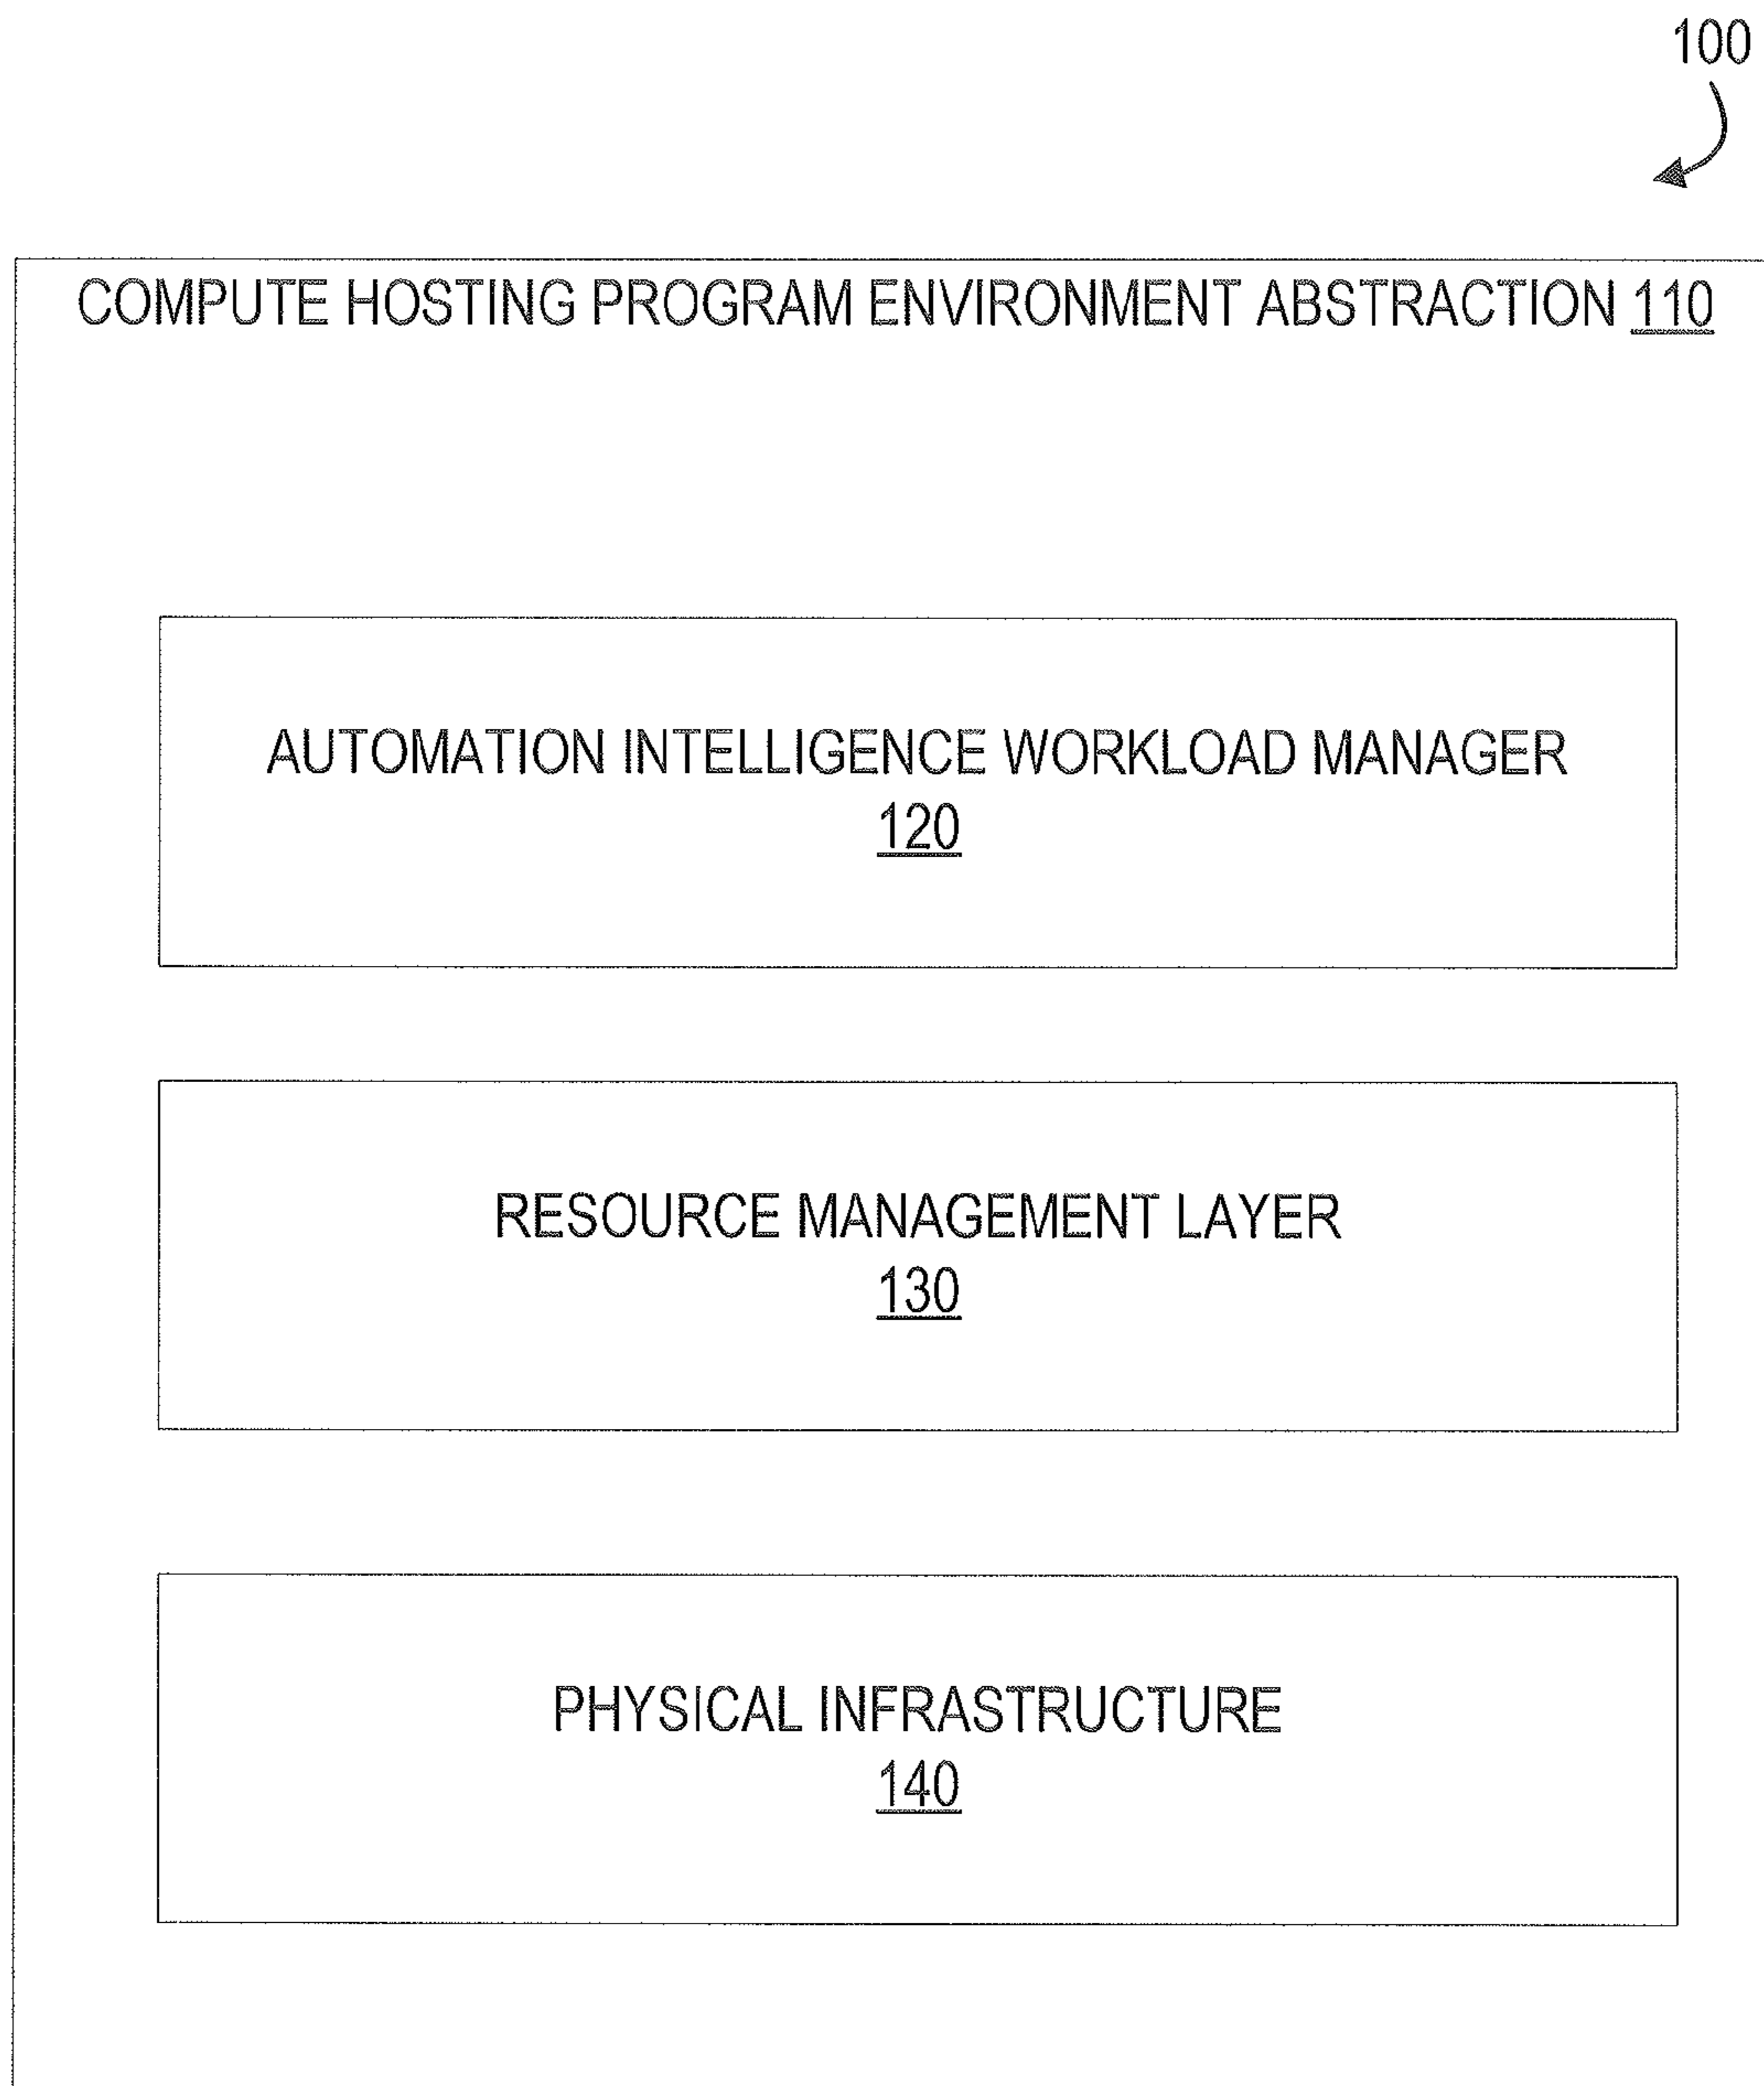 100
COMPUTE HOSTING PROGRAM ENVIRONMENT ABSTRACTION 110
AUTOMATION INTELLIGENCE WORKLOAD MANAGER
120
RESOURCE MANAGEMENT LAYER
130
PHYSICAL INFRASTRUCTURE
140